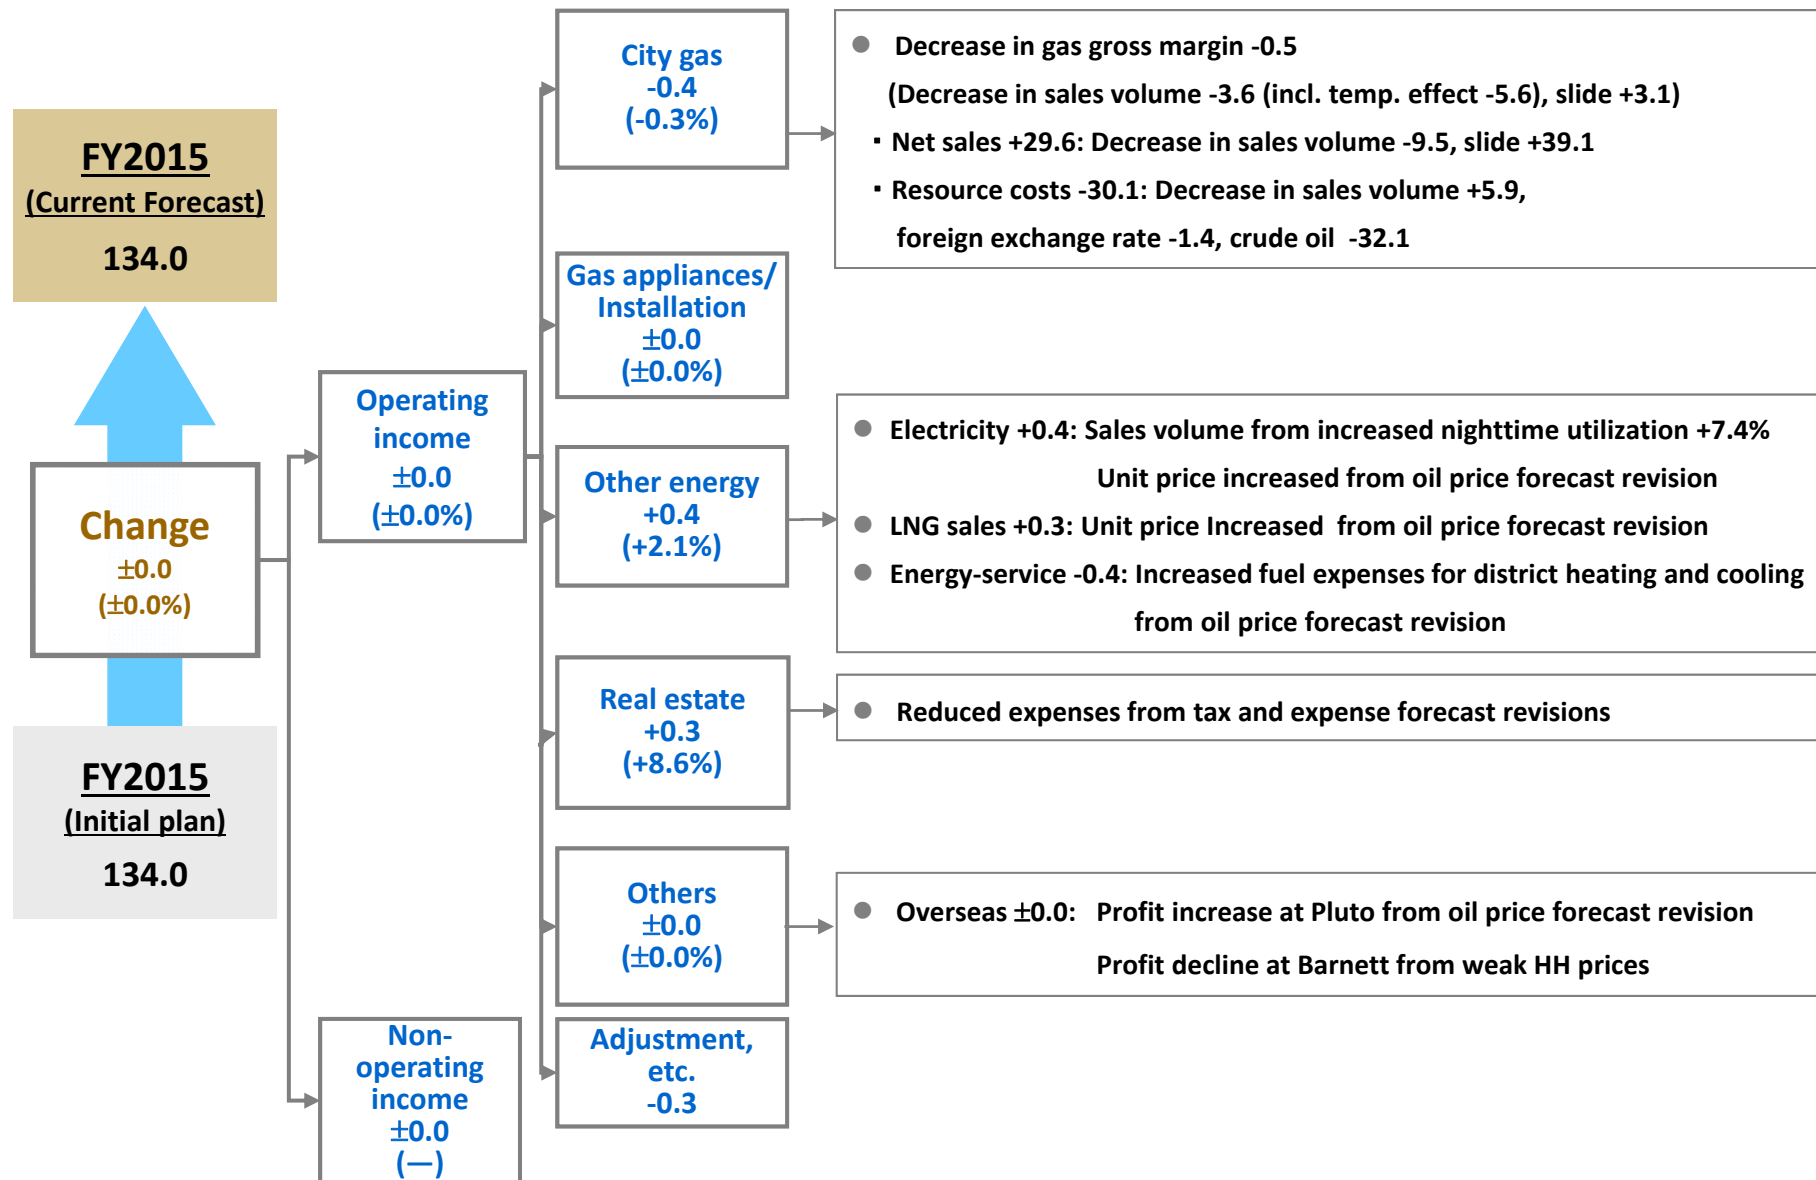 FY2015
(Current Forecast)
134.0
Change
±0.0
(±0.0%)
FY2015
(Initial plan)
134.0
Operating
income
±0.0
(±0.0%)
Non-
operating
income
±0.0
(—)
City gas
-0.4
(-0.3%)
Gas appliances/
Installation
±0.0
(±0.0%)
Other energy
+0.4
(+2.1%)
Real estate
+0.3
(+8.6%)
Others
±0.0
(±0.0%)
Adjustment,
etc.
-0.3
● Decrease in gas gross margin -0.5
(Decrease in sales volume -3.6 (incl. temp. effect -5.6), slide +3.1)
・Net sales +29.6: Decrease in sales volume -9.5, slide +39.1
・Resource costs -30.1: Decrease in sales volume +5.9,
foreign exchange rate -1.4, crude oil -32.1
● Electricity +0.4: Sales volume from increased nighttime utilization +7.4%
Unit price increased from oil price forecast revision
● LNG sales +0.3: Unit price Increased from oil price forecast revision
● Energy-service -0.4: Increased fuel expenses for district heating and cooling
from oil price forecast revision
● Reduced expenses from tax and expense forecast revisions
● Overseas ±0.0: Profit increase at Pluto from oil price forecast revision
Profit decline at Barnett from weak HH prices